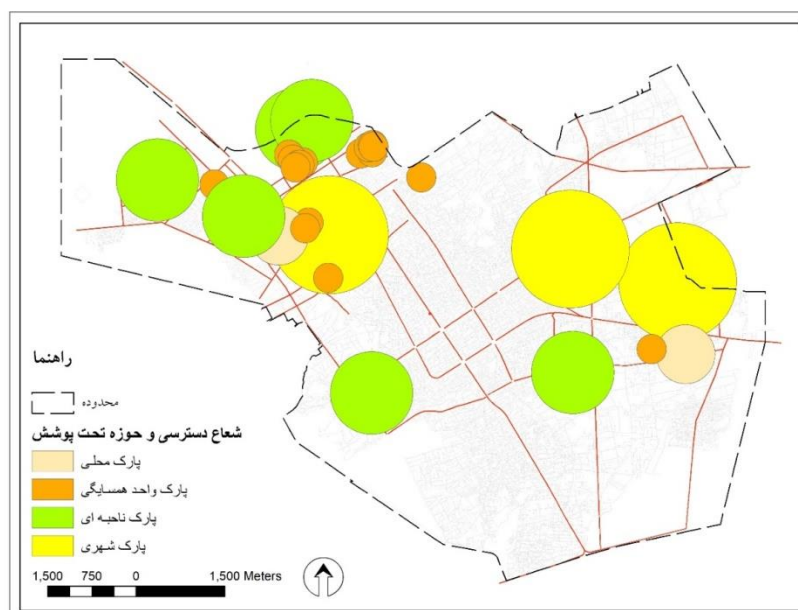 راهنما
محدوده
شعاع دسترسی و حوزه تحت پوشش
پارک محلی
پارک واحد همسایگی
پارک ناحیه ای
پارک شهری
1,500 750 0 1,500 Meters